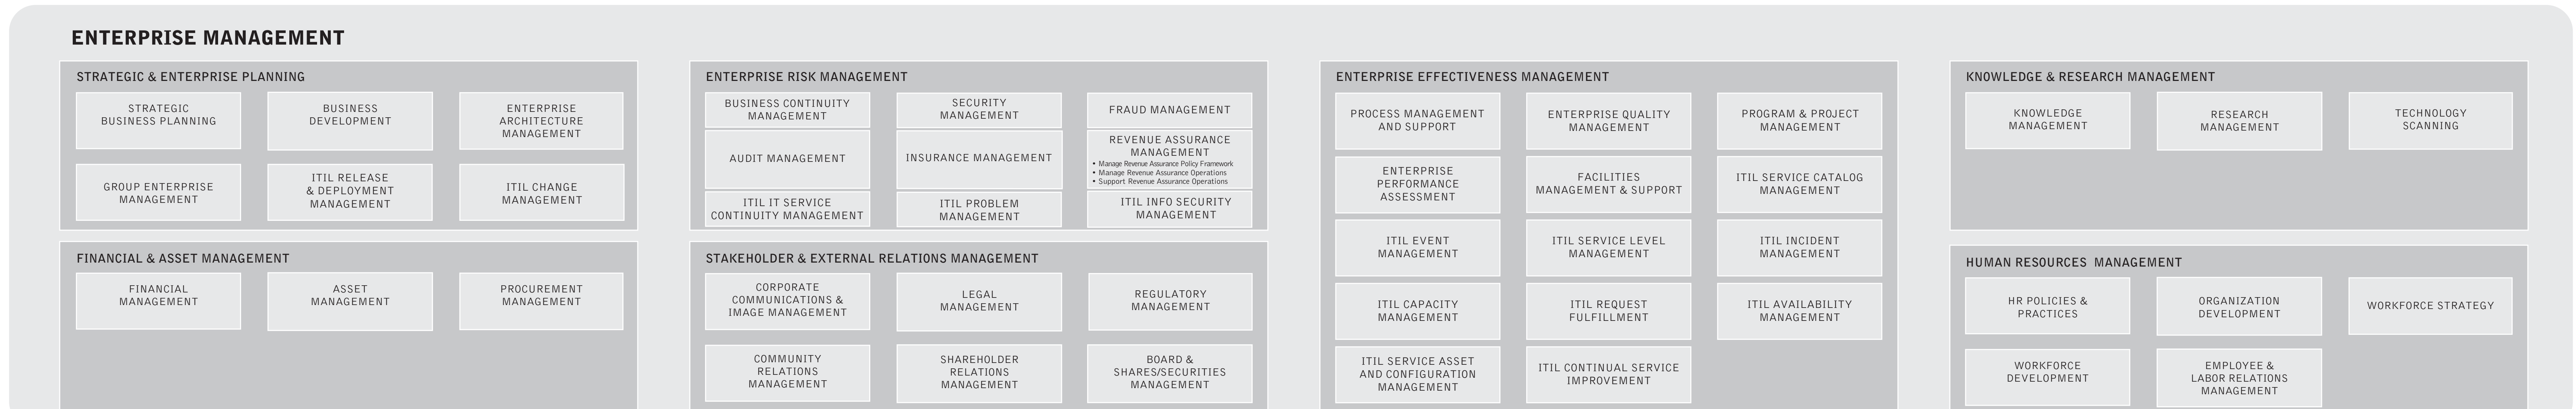 ENTERPRISE MANAGEMENT
STRATEGIC & ENTERPRISE PLANNING
STRATEGIC
BUSINESS PLANNING
BUSINESS
DEVELOPMENT
ENTERPRISE
ARCHITECTURE
MANAGEMENT
GROUP ENTERPRISE
MANAGEMENT
ITIL RELEASE
& DEPLOYMENT
MANAGEMENT
ITIL CHANGE
MANAGEMENT
FINANCIAL & ASSET MANAGEMENT
FINANCIAL
MANAGEMENT
ASSET
MANAGEMENT
PROCUREMENT
MANAGEMENT
ENTERPRISE RISK MANAGEMENT
BUSINESS CONTINUITY
MANAGEMENT
SECURITY
MANAGEMENT
FRAUD MANAGEMENT
AUDIT MANAGEMENT
INSURANCE MANAGEMENT
REVENUE ASSURANCE
MANAGEMENT
• Manage Revenue Assurance Policy Framework
• Manage Revenue Assurance Operations
• Support Revenue Assurance Operations
ITIL IT SERVICE
CONTINUITY MANAGEMENT
ITIL PROBLEM
MANAGEMENT
ITIL INFO SECURITY
MANAGEMENT
STAKEHOLDER & EXTERNAL RELATIONS MANAGEMENT
CORPORATE
COMMUNICATIONS &
IMAGE MANAGEMENT
LEGAL
MANAGEMENT
REGULATORY
MANAGEMENT
COMMUNITY
RELATIONS
MANAGEMENT
SHAREHOLDER
RELATIONS
MANAGEMENT
BOARD &
SHARES/SECURITIES
MANAGEMENT
ENTERPRISE EFFECTIVENESS MANAGEMENT
PROCESS MANAGEMENT
AND SUPPORT
ENTERPRISE QUALITY
MANAGEMENT
PROGRAM & PROJECT
MANAGEMENT
ENTERPRISE
PERFORMANCE
ASSESSMENT
FACILITIES
MANAGEMENT & SUPPORT
ITIL SERVICE CATALOG
MANAGEMENT
ITIL EVENT
MANAGEMENT
ITIL SERVICE LEVEL
MANAGEMENT
ITIL INCIDENT
MANAGEMENT
ITIL CAPACITY
MANAGEMENT
ITIL REQUEST
FULFILLMENT
ITIL AVAILABILITY
MANAGEMENT
ITIL SERVICE ASSET
AND CONFIGURATION
MANAGEMENT
ITIL CONTINUAL SERVICE
IMPROVEMENT
KNOWLEDGE & RESEARCH MANAGEMENT
KNOWLEDGE
MANAGEMENT
RESEARCH
MANAGEMENT
TECHNOLOGY
SCANNING
HUMAN RESOURCES MANAGEMENT
HR POLICIES &
PRACTICES
ORGANIZATION
DEVELOPMENT
WORKFORCE STRATEGY
WORKFORCE
DEVELOPMENT
EMPLOYEE &
LABOR RELATIONS
MANAGEMENT